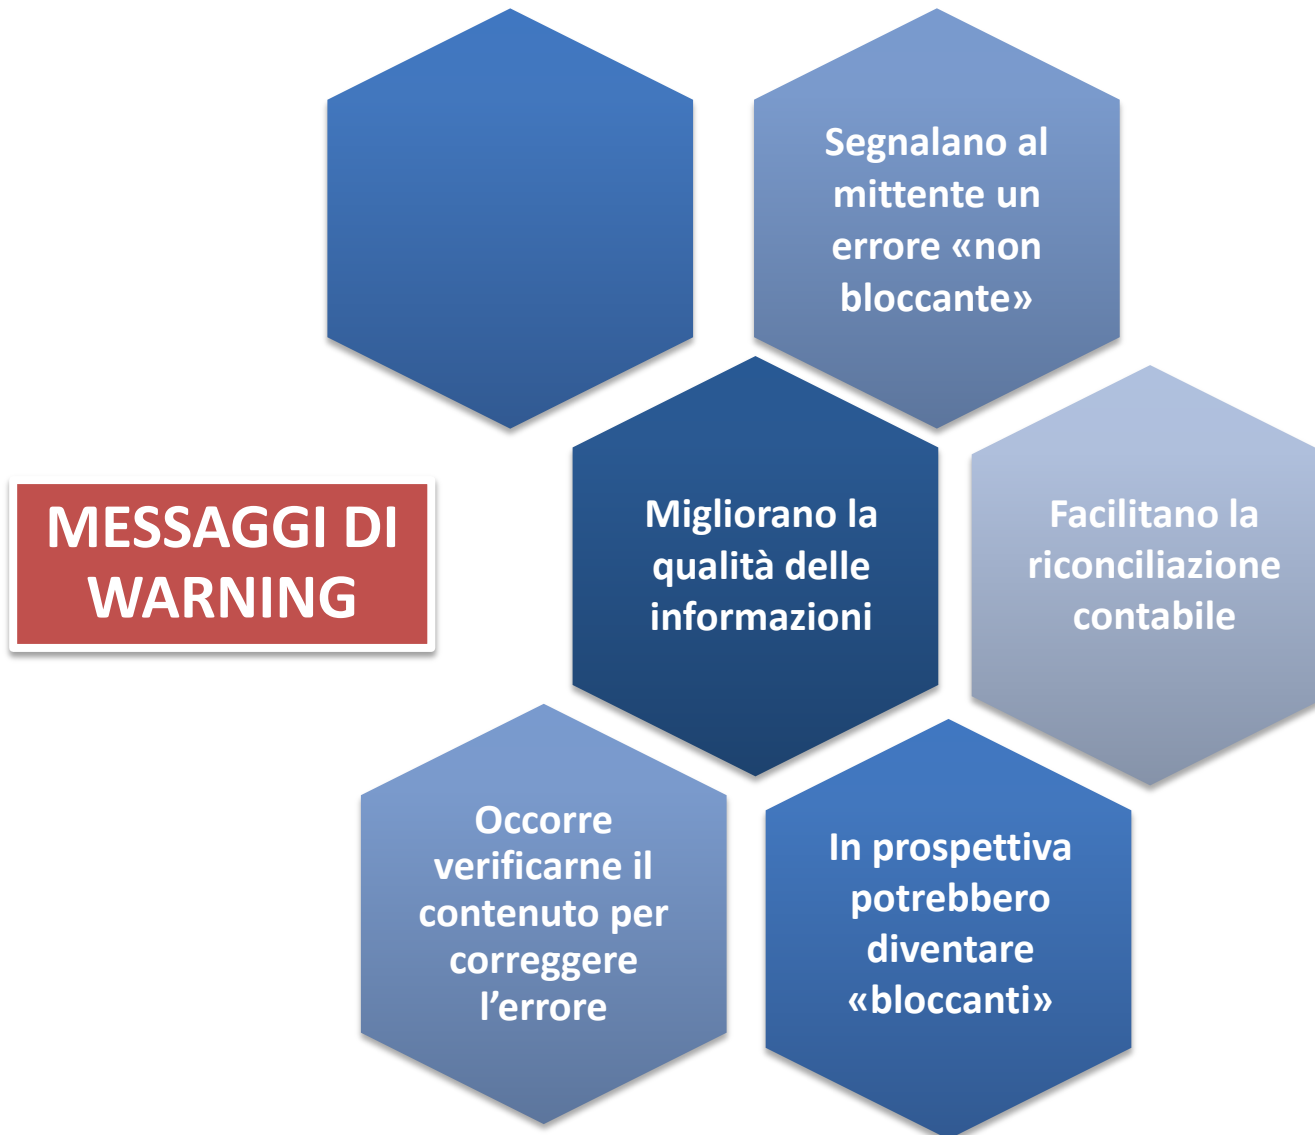 Segnalano al
mittente un
errore «non
bloccante»
MESSAGGI DI
WARNING
Migliorano la
qualità delle
informazioni
Facilitano la
riconciliazione
contabile
Occorre
verificarne il
contenuto per
correggere
l’errore
In prospettiva
potrebbero
diventare
«bloccanti»